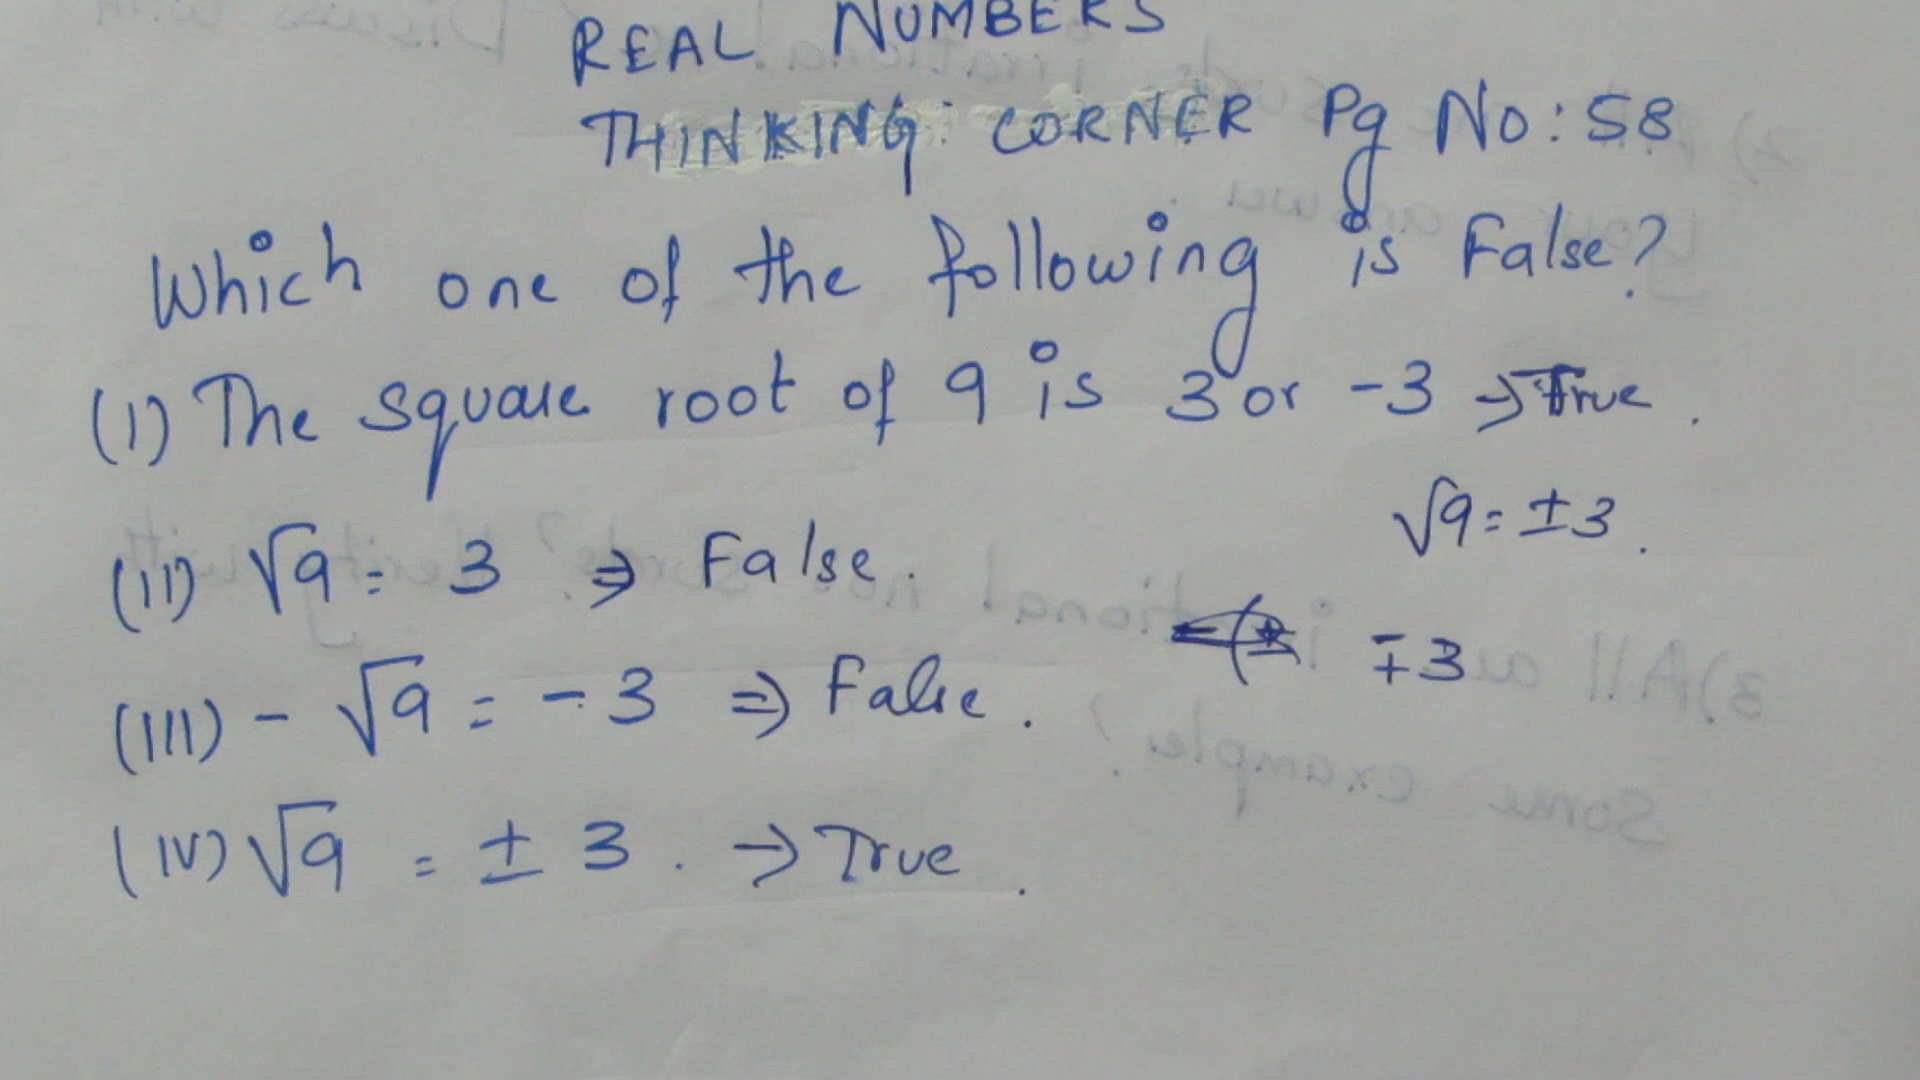 REAL NUMBERS
THINKING CORNER Pg No: 58
Which one of the following is False?
(I) The square root of 9 is 3 or -3 → True.
√9 = ±3.
(II) √9 = 3 ⇒ False.
∓3
(III) - √9 = -3 ⇒ False.
(IV) √9 = ± 3. → True.